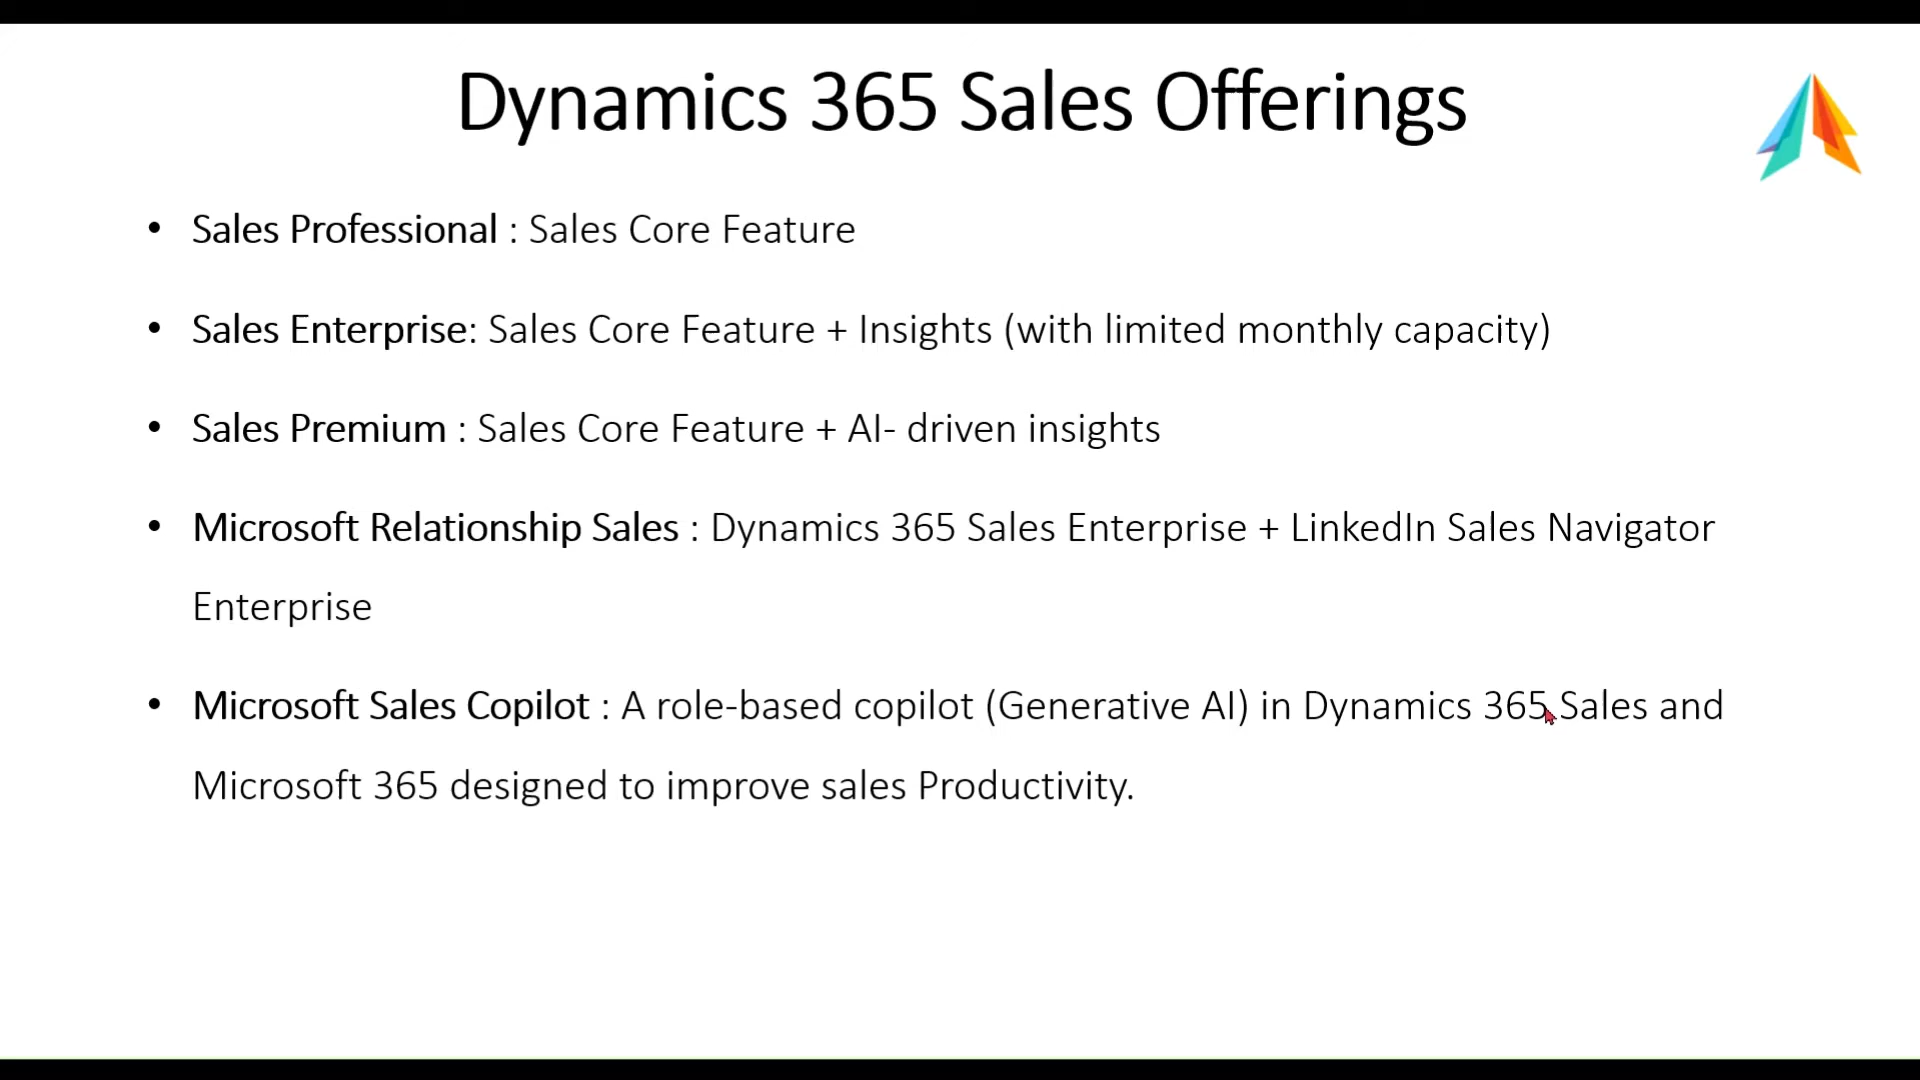 Dynamics 365 Sales Offerings
• Sales Professional : Sales Core Feature
• Sales Enterprise: Sales Core Feature + Insights (with limited monthly capacity)
• Sales Premium : Sales Core Feature + AI- driven insights
• Microsoft Relationship Sales : Dynamics 365 Sales Enterprise + LinkedIn Sales Navigator
Enterprise
• Microsoft Sales Copilot : A role-based copilot (Generative AI) in Dynamics 365 Sales and
Microsoft 365 designed to improve sales Productivity.